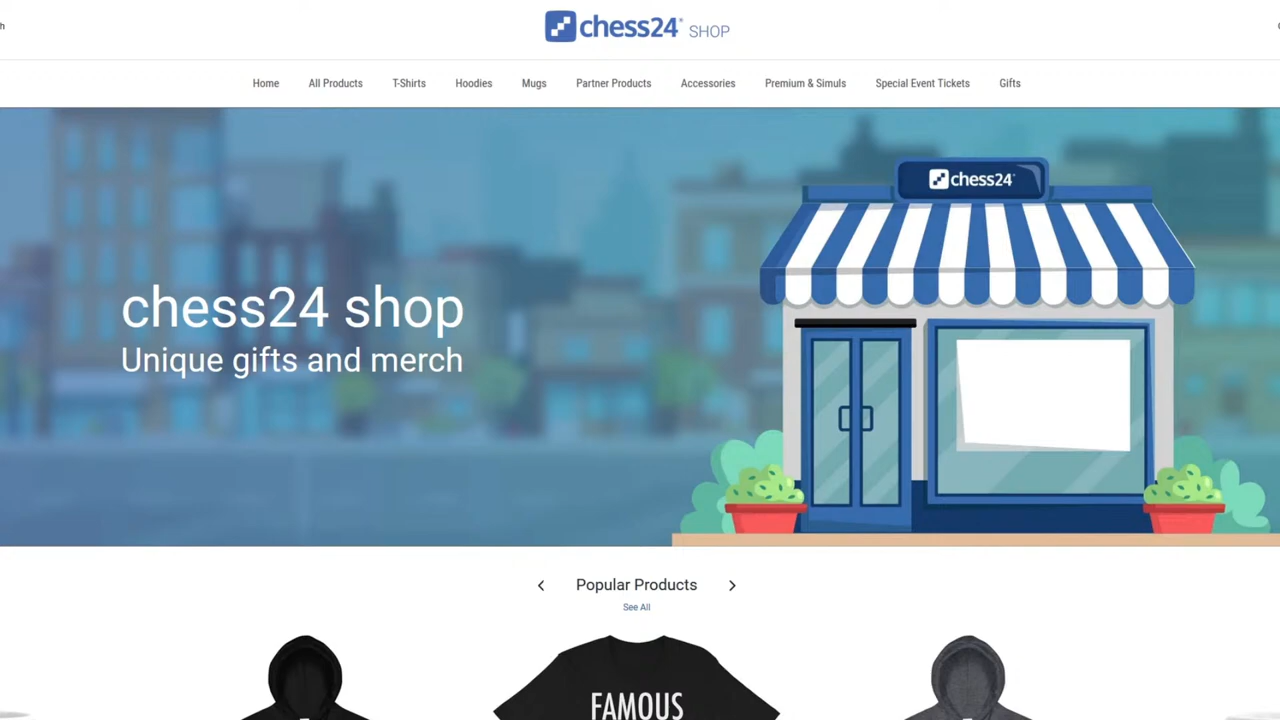 chess24 SHOP
Home All Products T-Shirts Hoodies Mugs Partner Products Accessories Premium & Simuls Special Event Tickets Gifts
chess24
chess24 shop
Unique gifts and merch
Popular Products
See All
FAMOUS